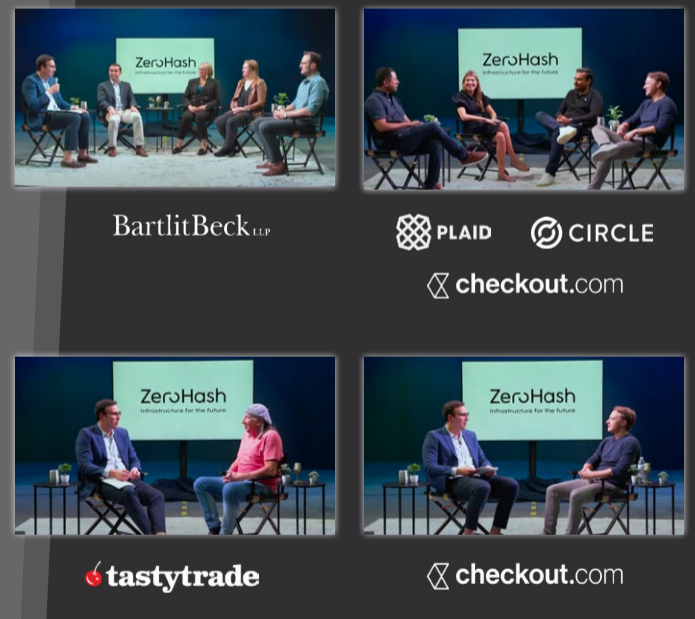 ZeroHash
Infrastructure for the future
ZeroHash
Infrastructure for the future
BartlitBeck LLP
PLAID
CIRCLE
checkout.com
ZeroHash
Infrastructure for the future
ZeroHash
Infrastructure for the future
tastytrade
checkout.com